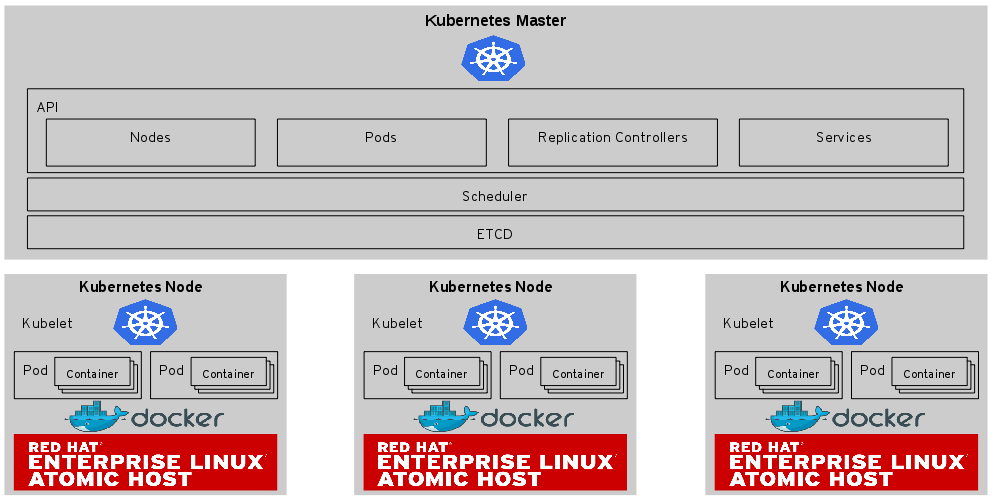 Kubernetes Master
API
Nodes
Pods
Replication Controllers
Services
Scheduler
ETCD
Kubernetes Node
Kubelet
Pod
Container
Pod
Container
docker
RED HAT®
ENTERPRISE LINUX®
ATOMIC HOST
Kubernetes Node
Kubelet
Pod
Container
Pod
Container
docker
RED HAT®
ENTERPRISE LINUX®
ATOMIC HOST
Kubernetes Node
Kubelet
Pod
Container
Pod
Container
docker
RED HAT®
ENTERPRISE LINUX®
ATOMIC HOST